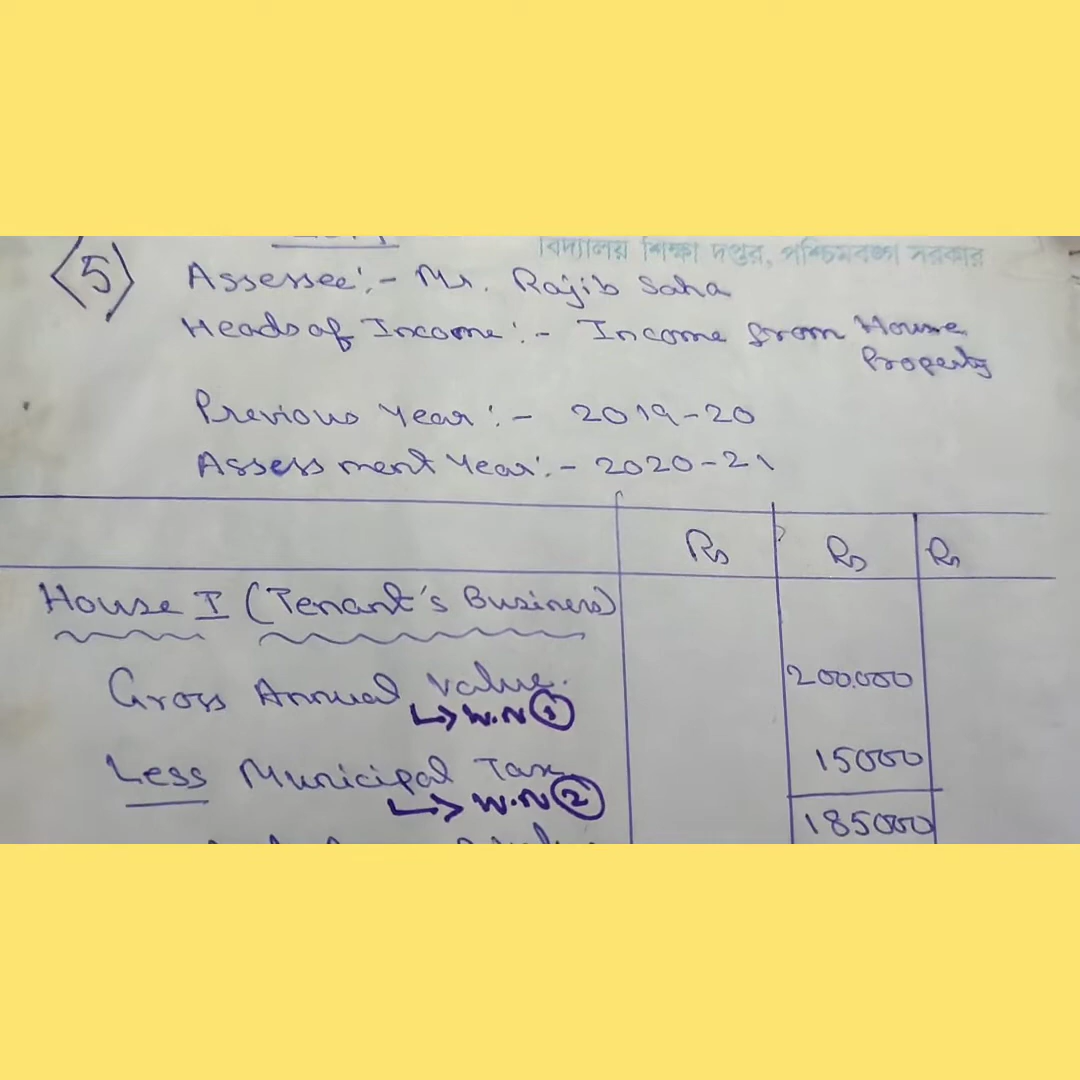 বিদ্যালয় শিক্ষা দপ্তর, পশ্চিমবঙ্গ সরকার
<5>
Assessee:- Mr. Rajib Saha
Heads of Income:- Income from House
Property
Previous Year:- 2019-20
Assessment Year:- 2020-21
Rs Rs Rs
House I (Tenant's Business)
Gross Annual Value. 200.000
↳ W.N ①
Less Municipal Tax 15000
↳ W.N ②
185000